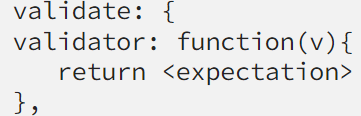 validate: {
validator: function(v){
   return <expectation>
},